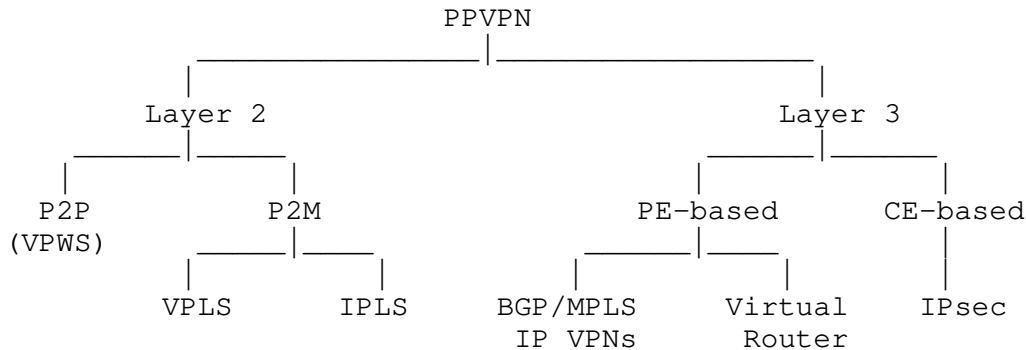 PPVPN
Layer 2 Layer 3
P2P P2M PE-based CE-based
(VPWS)
VPLS IPLS BGP/MPLS Virtual IPsec
IP VPNs Router